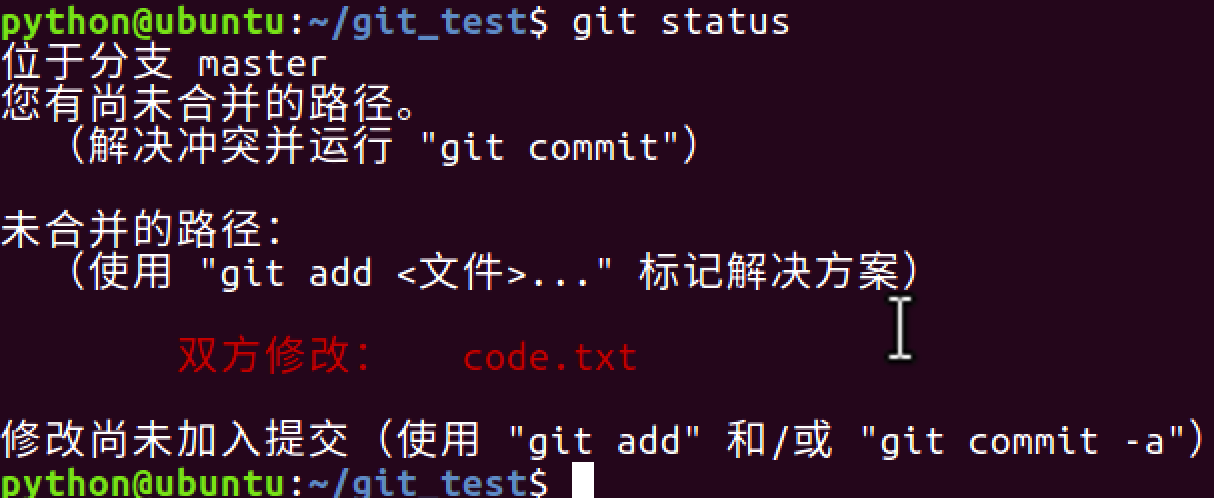 python@ubuntu:~/git_test$ git status
位于分支 master
您有尚未合并的路径。
（解决冲突并运行 "git commit"）
未合并的路径：
（使用 "git add <文件>..." 标记解决方案）
双方修改： code.txt
修改尚未加入提交（使用 "git add" 和/或 "git commit -a"）
python@ubuntu:~/git_test$